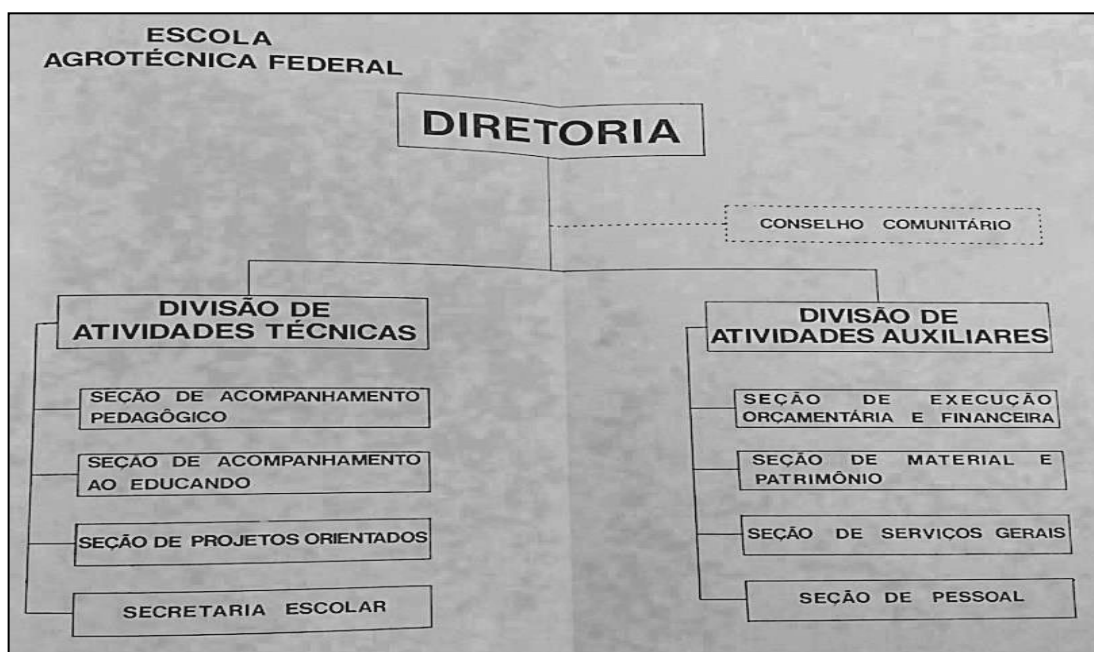 ESCOLA
AGROTÉCNICA FEDERAL
DIRETORIA
CONSELHO COMUNITÁRIO
DIVISÃO DE
ATIVIDADES TÉCNICAS
SEÇÃO DE ACOMPANHAMENTO
PEDAGÔGICO
SEÇÃO DE ACOMPANHAMENTO
AO EDUCANDO
SEÇÃO DE PROJETOS ORIENTADOS
SECRETARIA ESCOLAR
DIVISÃO DE
ATIVIDADES AUXILIARES
SEÇÃO DE EXECUÇÃO
ORÇAMENTÁRIA E FINANCEIRA
SEÇÃO DE MATERIAL E
PATRIMÔNIO
SEÇÃO DE SERVIÇOS GERAIS
SEÇÃO DE PESSOAL